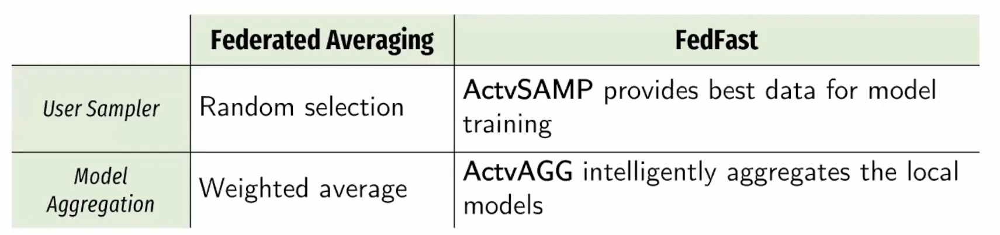 Federated Averaging
FedFast
User Sampler
Random selection
ActvSAMP provides best data for model
training
Model
Aggregation
Weighted average
ActvAGG intelligently aggregates the local
models